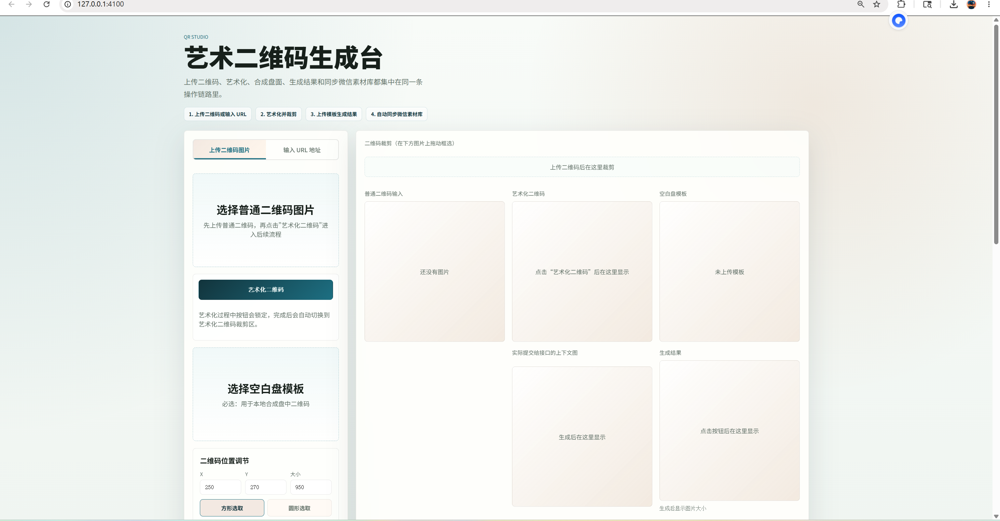 127.0.0.1:4100
QR STUDIO
艺术二维码生成台
上传二维码、艺术化、合成盘面、生成结果和同步微信素材库都集中在同一条
操作链路里。
1. 上传二维码或输入 URL
2. 艺术化并裁剪
3. 上传模板生成结果
4. 自动同步微信素材库
上传二维码图片
输入 URL 地址
选择普通二维码图片
先上传普通二维码，再点击"艺术化二维码"进
入后续流程
艺术化二维码
艺术化过程中按钮会锁定，完成后会自动切换到
艺术化二维码裁剪区。
选择空白盘模板
必选：用于本地合成盘中二维码
二维码位置调节
X
Y
大小
250
270
950
方形选取
圆形选取
二维码裁剪（在下方图片上拖动框选）
上传二维码后在这里裁剪
普通二维码输入
艺术化二维码
空白盘模板
还没有图片
点击“艺术化二维码”后在这里显示
未上传模板
实际提交给接口的上下文图
生成结果
生成后在这里显示
点击按钮后在这里显示
生成后显示图片大小